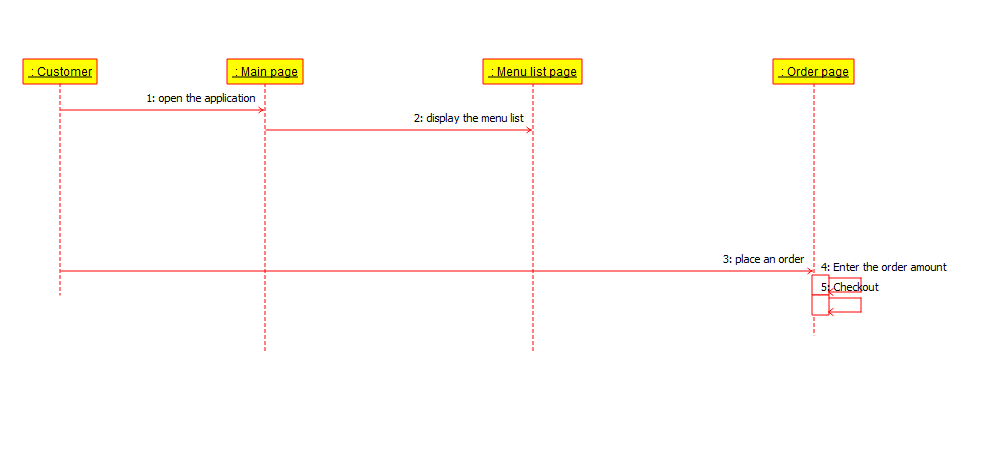 : Customer
: Main page
: Menu list page
: Order page
1: open the application
2: display the menu list
3: place an order
4: Enter the order amount
5: Checkout